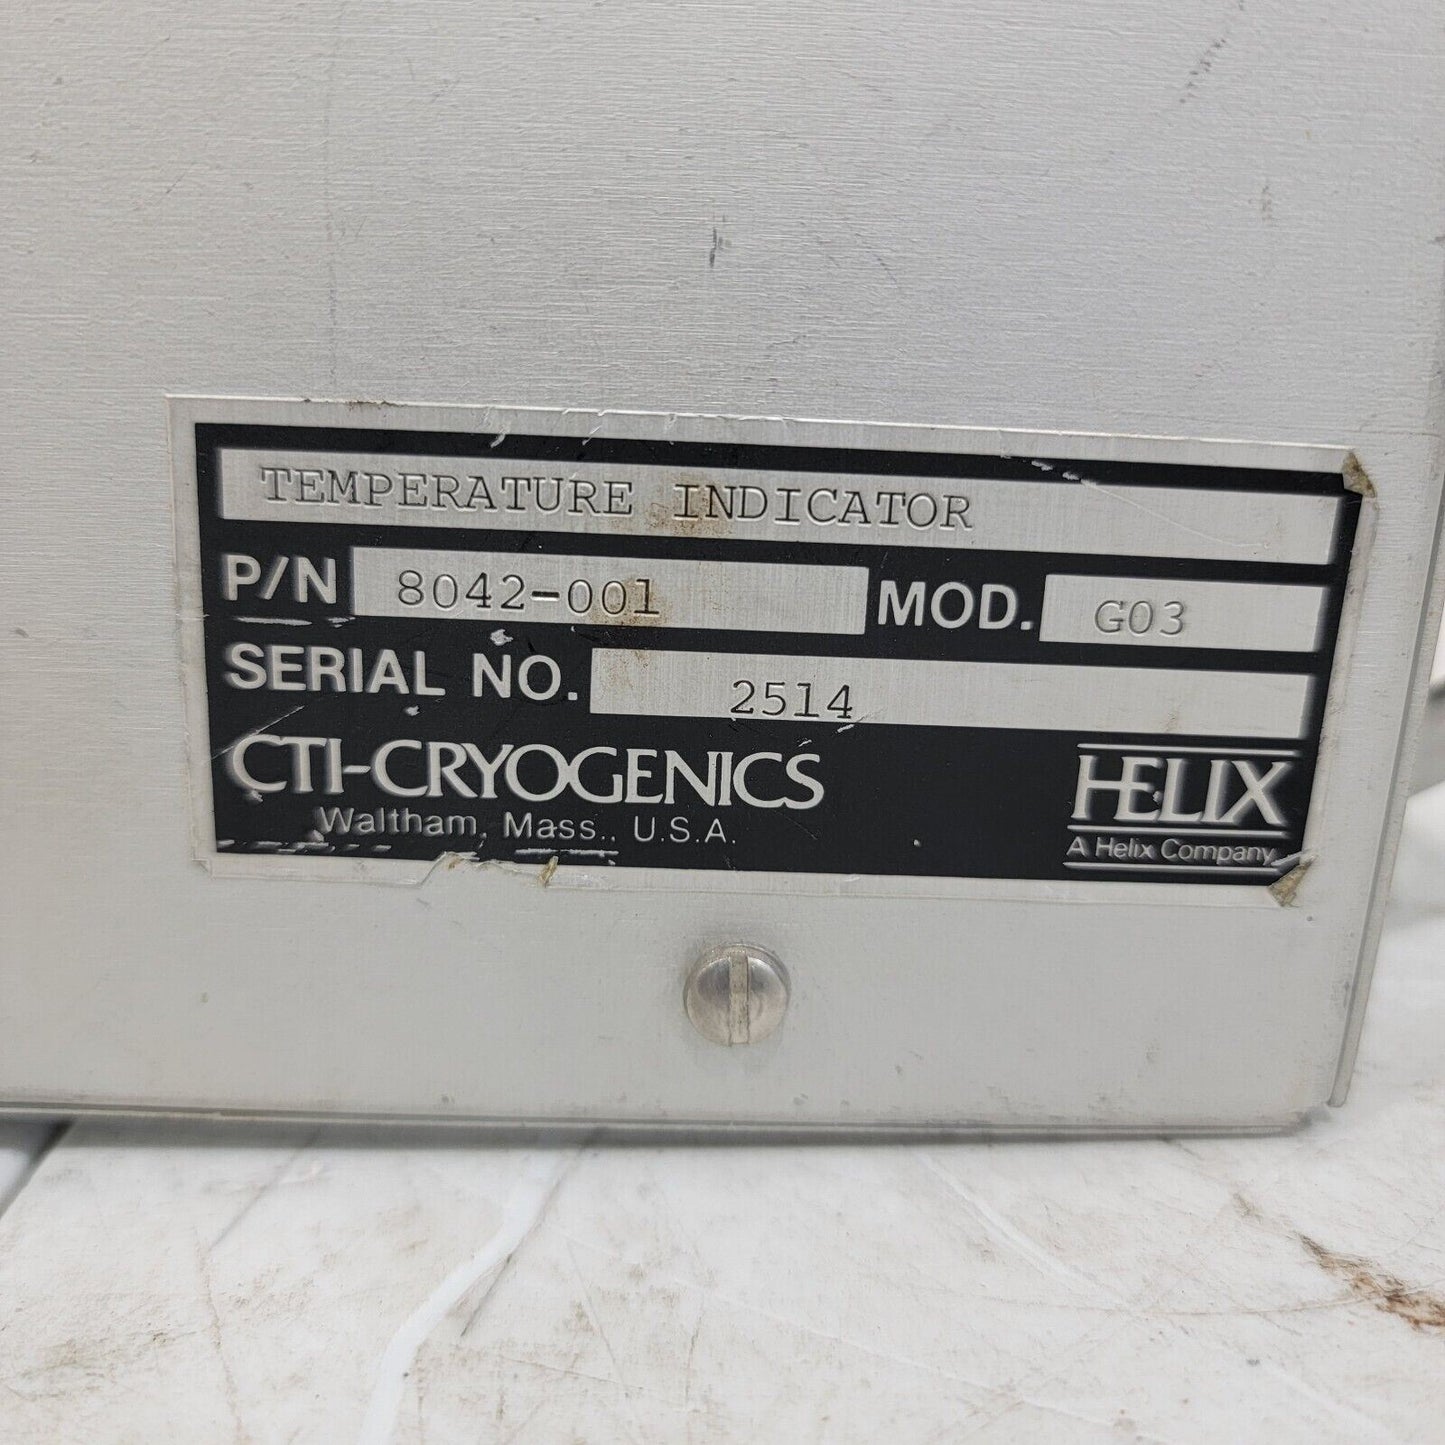 TEMPERATURE INDICATOR
P/N 8042-001 MOD. G03
SERIAL NO. 2514
CTI-CRYOGENICS
Waltham, Mass., U.S.A.
HELIX
A Helix Company